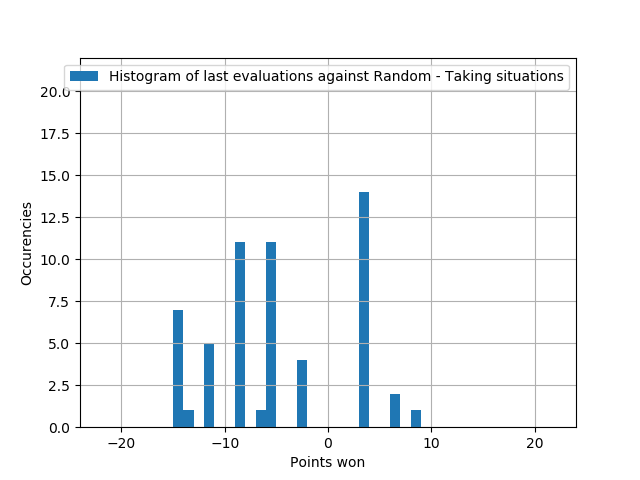 Histogram of last evaluations against Random - Taking situations
20.0
17.5
15.0
12.5
10.0
7.5
5.0
2.5
0.0
Occurencies
−20 −10 0 10 20
Points won